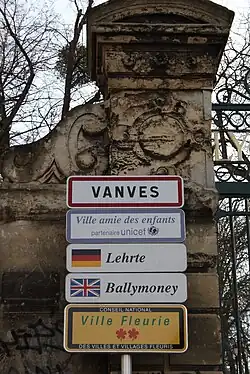 VANVES
Ville amie des enfants
partenaire unicef
Lehrte
Ballymoney
CONSEIL NATIONAL
Ville Fleurie
DES VILLES ET VILLAGES FLEURIS